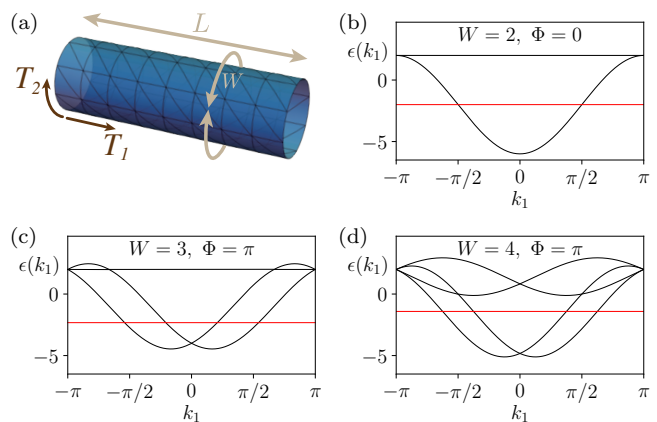 (a)
L
W
T₂
T₁
(b)
W = 2, Φ = 0
ϵ(k₁)
0
−5
−π
−π/2
0
π/2
π
k₁
(c)
W = 3, Φ = π
ϵ(k₁)
0
−5
−π
−π/2
0
π/2
π
k₁
(d)
W = 4, Φ = π
ϵ(k₁)
0
−5
−π
−π/2
0
π/2
π
k₁